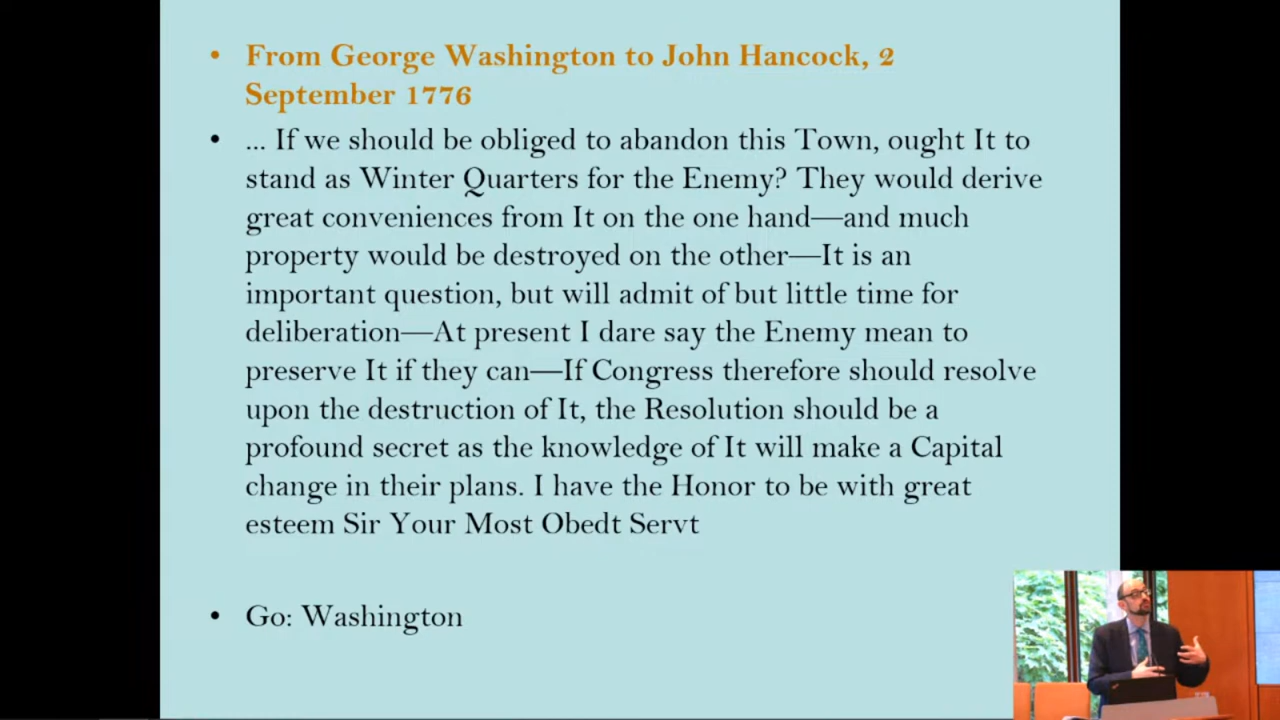 • From George Washington to John Hancock, 2
September 1776
• ... If we should be obliged to abandon this Town, ought It to
stand as Winter Quarters for the Enemy? They would derive
great conveniences from It on the one hand—and much
property would be destroyed on the other—It is an
important question, but will admit of but little time for
deliberation—At present I dare say the Enemy mean to
preserve It if they can—If Congress therefore should resolve
upon the destruction of It, the Resolution should be a
profound secret as the knowledge of It will make a Capital
change in their plans. I have the Honor to be with great
esteem Sir Your Most Obedt Servt
• Go: Washington